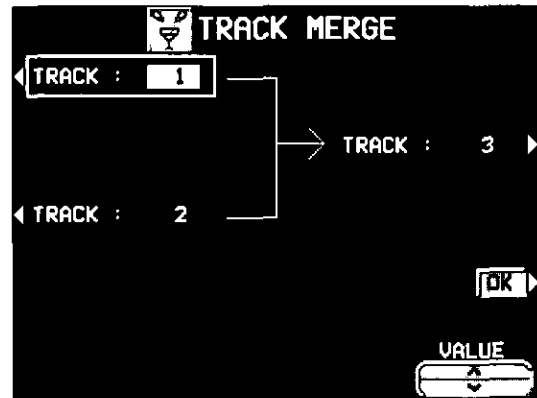 TRACK MERGE
TRACK : 1
TRACK : 3
TRACK : 2
OK
VALUE